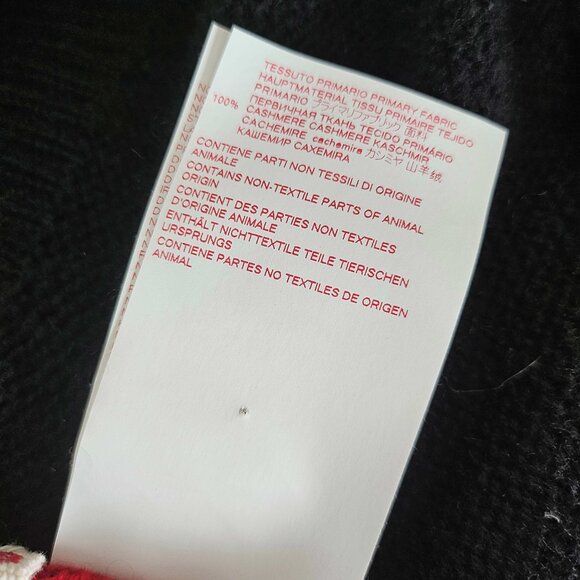 TESSUTO PRIMARIO PRIMARY FABRIC
HAUPTMATERIAL TISSU PRIMAIRE TEJIDO
PRIMARIO プライマリファブリック 面料
ПЕРВИЧНАЯ ТКАНЬ TECIDO PRIMÁRIO
100% CASHMERE CASHMERE KASCHMIR
CACHEMIRE cachemira カシミヤ 山羊绒
КАШЕМИР CAXEMIRA
CONTIENE PARTI NON TESSILI DI ORIGINE
ANIMALE
CONTAINS NON-TEXTILE PARTS OF ANIMAL
ORIGIN
CONTIENT DES PARTIES NON TEXTILES
D'ORIGINE ANIMALE
ENTHÄLT NICHTTEXTILE TEILE TIERISCHEN
URSPRUNGS
CONTIENE PARTES NO TEXTILES DE ORIGEN
ANIMAL